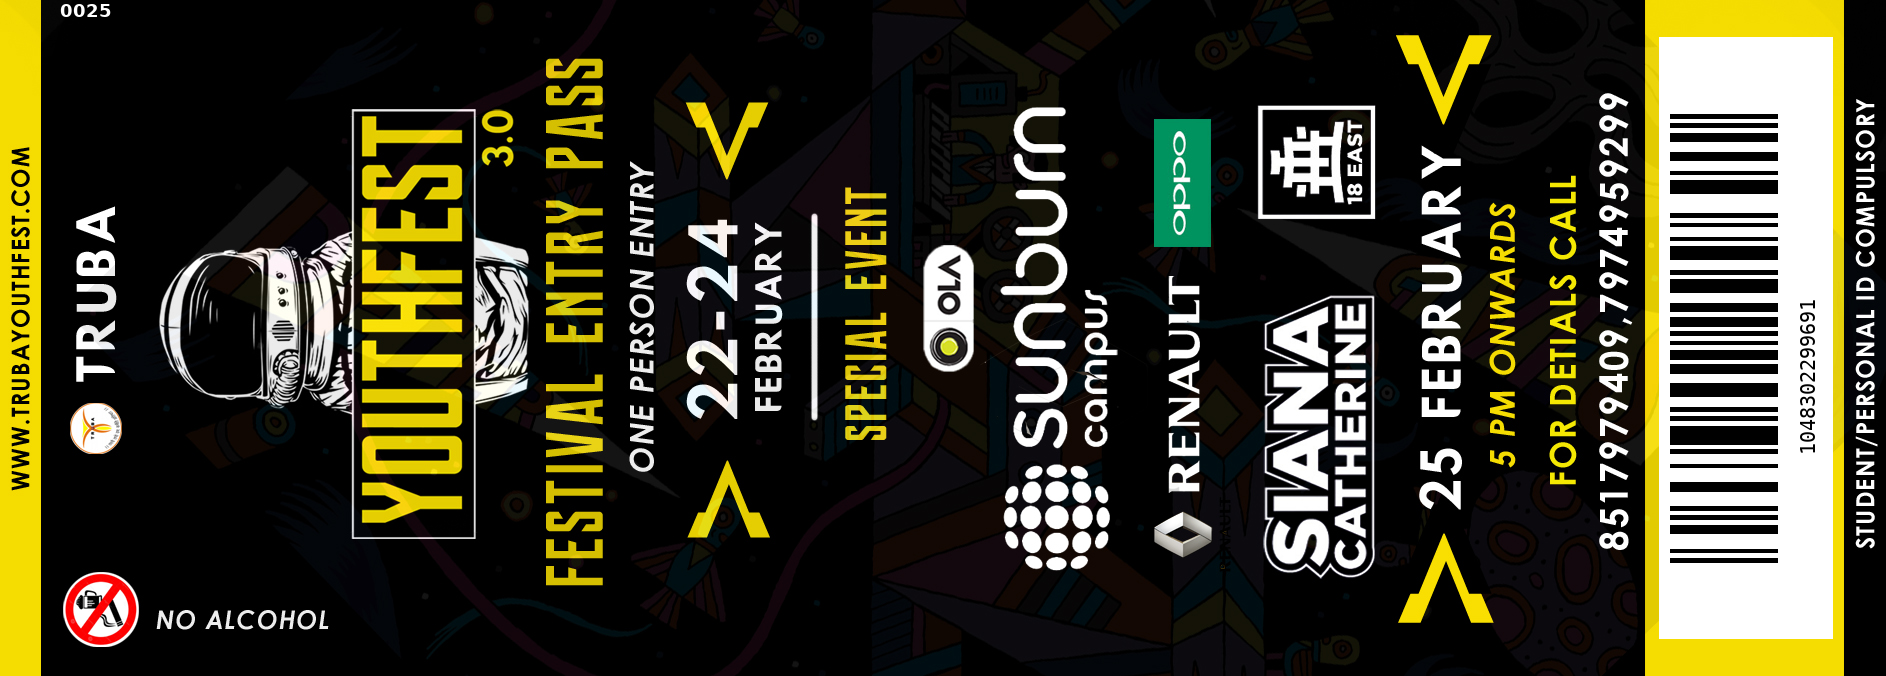 0025
WWW.TRUBAYOUTHFEST.COM
TRUBA
NO ALCOHOL
YOUTHFEST
3.0
FESTIVAL ENTRY PASS
ONE PERSON ENTRY
22-24
FEBRUARY
SPECIAL EVENT
OLA
sunburn
campus
oppo
RENAULT
18 EAST
SIANA
CATHERINE
25 FEBRUARY
5 PM ONWARDS
FOR DETIALS CALL
8517979409,7974959299
1048302299691
STUDENT/PERSONAL ID COMPULSORY